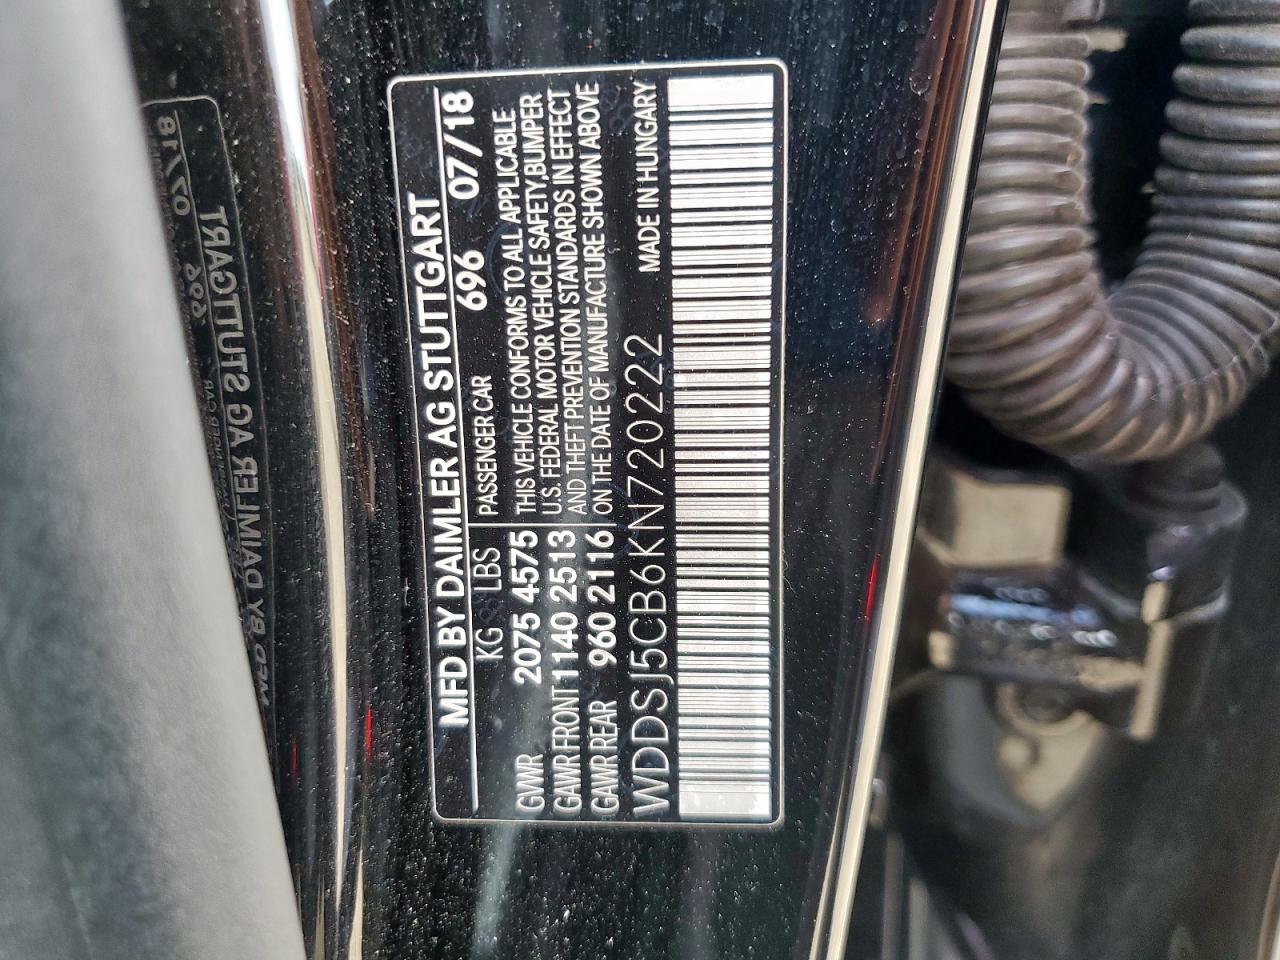 MFD BY DAIMLER AG STUTTGART
KG LBS PASSENGER CAR 696 07/18
GVWR 2075 4575 THIS VEHICLE CONFORMS TO ALL APPLICABLE
GAWR FRONT 1140 2513 U.S. FEDERAL MOTOR VEHICLE SAFETY,BUMPER
AND THEFT PREVENTION STANDARDS IN EFFECT
GAWR REAR 960 2116 ON THE DATE OF MANUFACTURE SHOWN ABOVE
WDDSJ5CB6KN720222 MADE IN HUNGARY